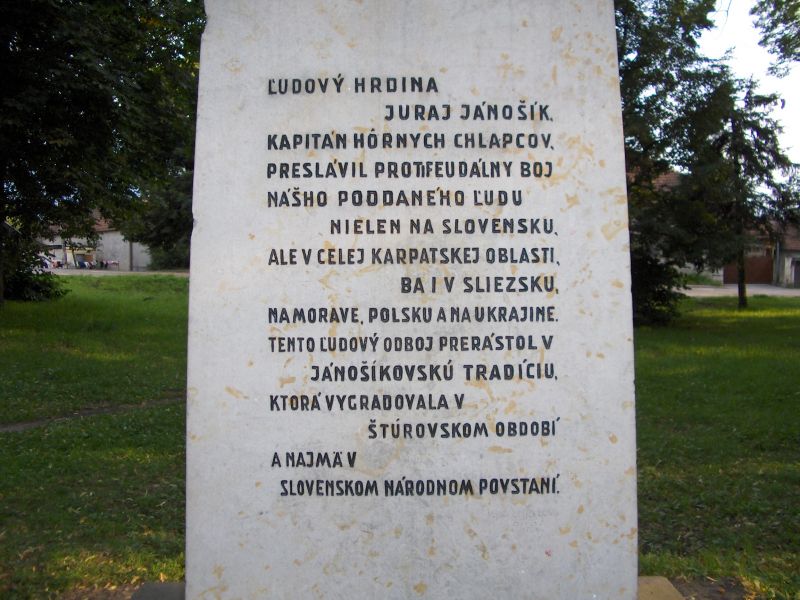 ĽUDOVÝ HRDINA
JURAJ JÁNOŠÍK,
KAPITÁN HÔRNYCH CHLAPCOV,
PRESLÁVIL PROTIFEUDÁLNY BOJ
NÁŠHO PODDANÉHO ĽUDU
NIELEN NA SLOVENSKU,
ALE V CELEJ KARPATSKEJ OBLASTI,
BA I V SLIEZSKU,
NA MORAVE, POLSKU A NA UKRAJINE.
TENTO ĽUDOVÝ ODBOJ PRERÁSTOL V
JÁNOŠÍKOVSKÚ TRADÍCIU,
KTORÁ VYGRADOVALA V
ŠTÚROVSKOM OBDOBÍ
A NAJMÄ V
SLOVENSKOM NÁRODNOM POVSTANÍ.